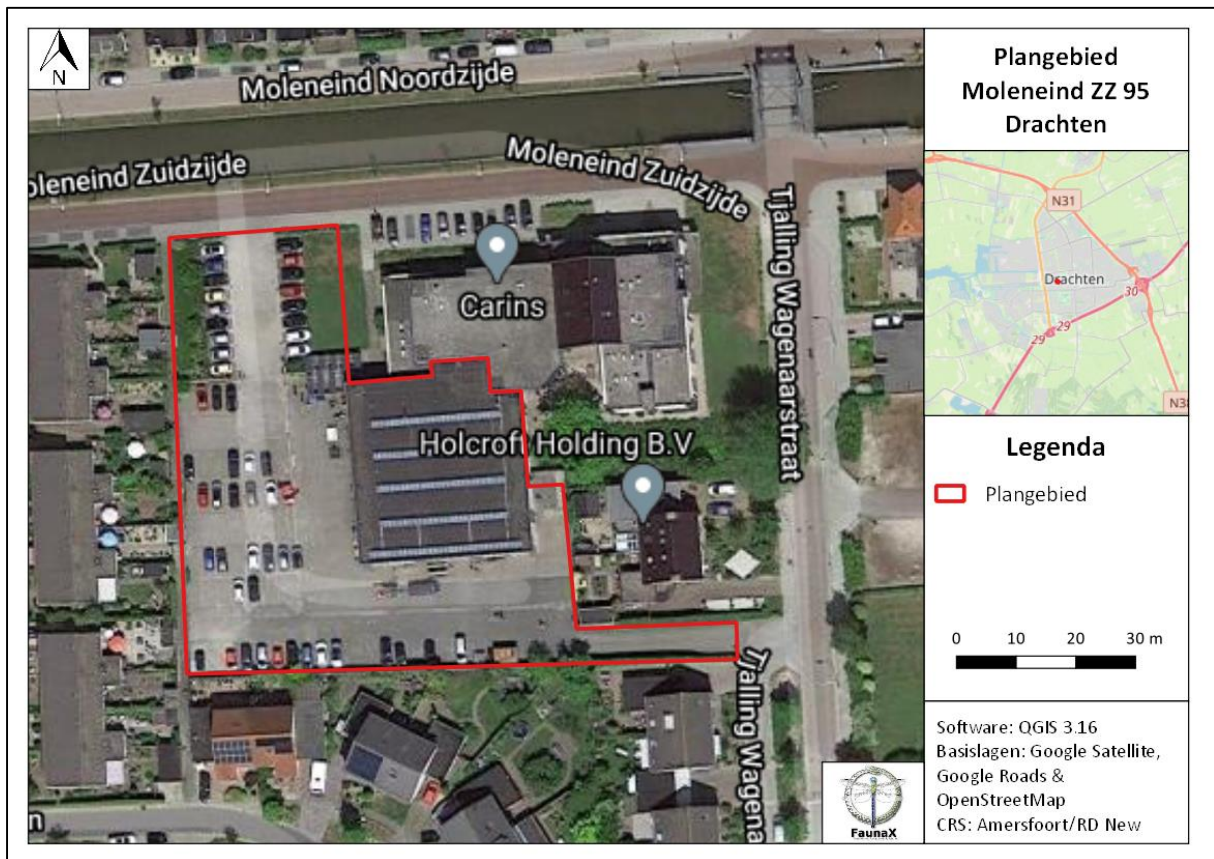 N
Moleneind Noordzijde
oleneind Zuidzijde
Moleneind Zuidzijde
Tjalling Wagenaarstraat
Carins
Holcroft Holding B.V
Tjalling Wagena
n
FaunaX
Plangebied
Moleneind ZZ 95
Drachten
N31
Drachten
30
29
29
N38
Legenda
Plangebied
0 10 20 30 m
Software: QGIS 3.16
Basislagen: Google Satellite,
Google Roads &
OpenStreetMap
CRS: Amersfoort/RD New